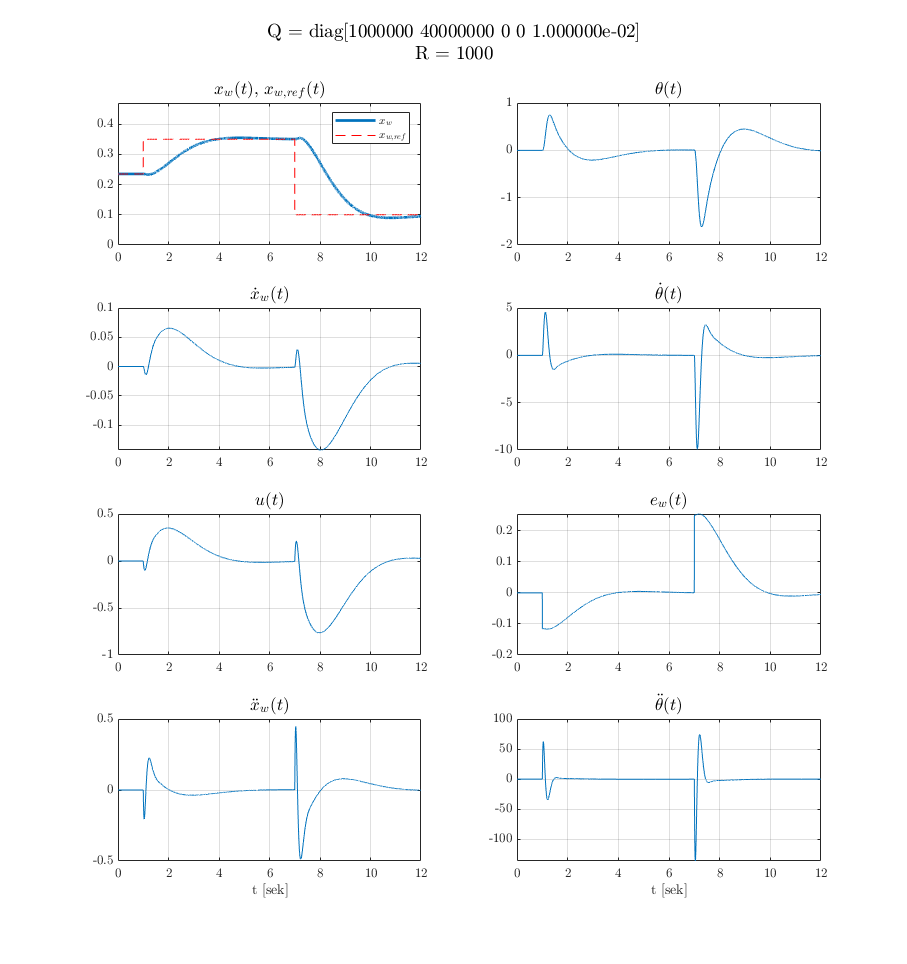 Q = diag[1000000 40000000 0 0 1.000000e-02]
R = 1000
x_w(t), x_{w,ref}(t)
0.4
0.3
0.2
0.1
0
0 2 4 6 8 10 12
x_w
x_{w,ref}
θ(t)
1
0
-1
-2
0 2 4 6 8 10 12
ẋ_w(t)
0.1
0.05
0
-0.05
-0.1
0 2 4 6 8 10 12
θ̇(t)
5
0
-5
-10
0 2 4 6 8 10 12
u(t)
0.5
0
-0.5
-1
0 2 4 6 8 10 12
e_w(t)
0.2
0.1
0
-0.1
-0.2
0 2 4 6 8 10 12
ẍ_w(t)
0.5
0
-0.5
0 2 4 6 8 10 12
t [sek]
θ̈(t)
100
50
0
-50
-100
0 2 4 6 8 10 12
t [sek]